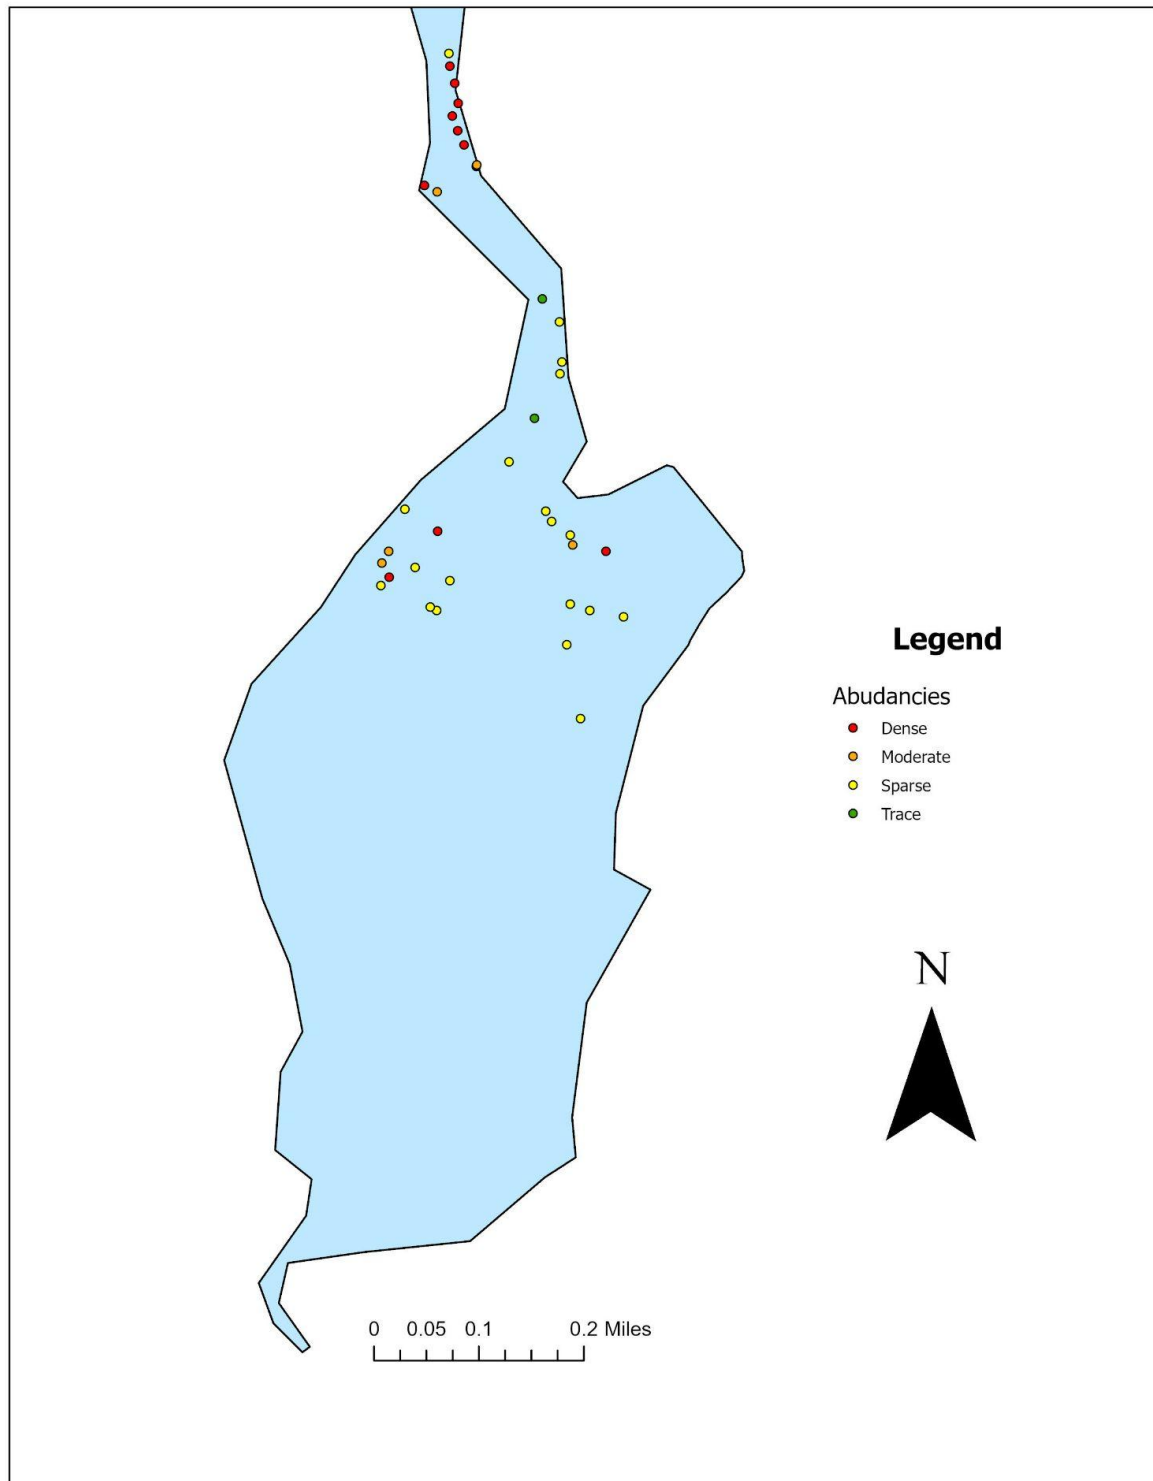 Legend
Abudancies
Dense
Moderate
Sparse
Trace
N
0 0.05 0.1 0.2 Miles